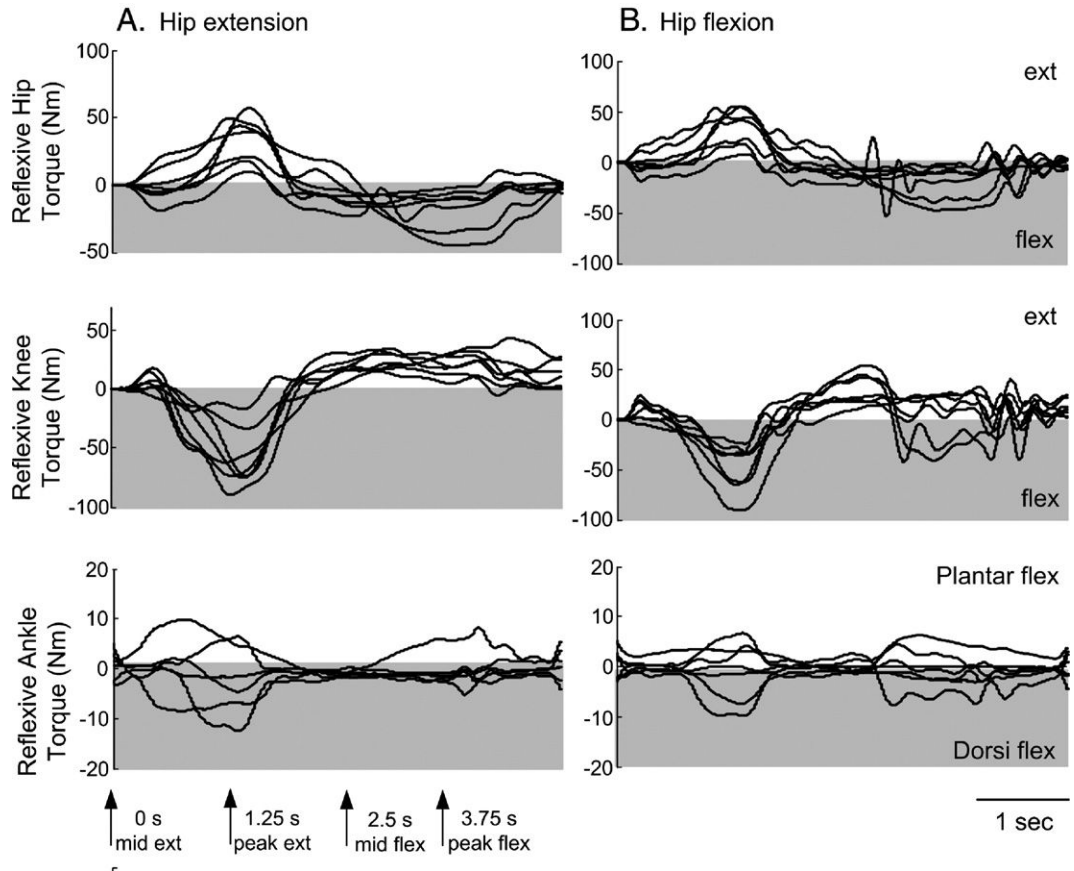 A. Hip extension
B. Hip flexion
Reflexive Hip
Torque (Nm)
100
50
0
-50
100
50
0
-50
-100
ext
flex
Reflexive Knee
Torque (Nm)
50
0
-50
-100
100
50
0
-50
-100
ext
flex
Reflexive Ankle
Torque (Nm)
20
10
0
-10
-20
20
10
0
-10
-20
Plantar flex
Dorsi flex
0 s
mid ext
1.25 s
peak ext
2.5 s
mid flex
3.75 s
peak flex
1 sec